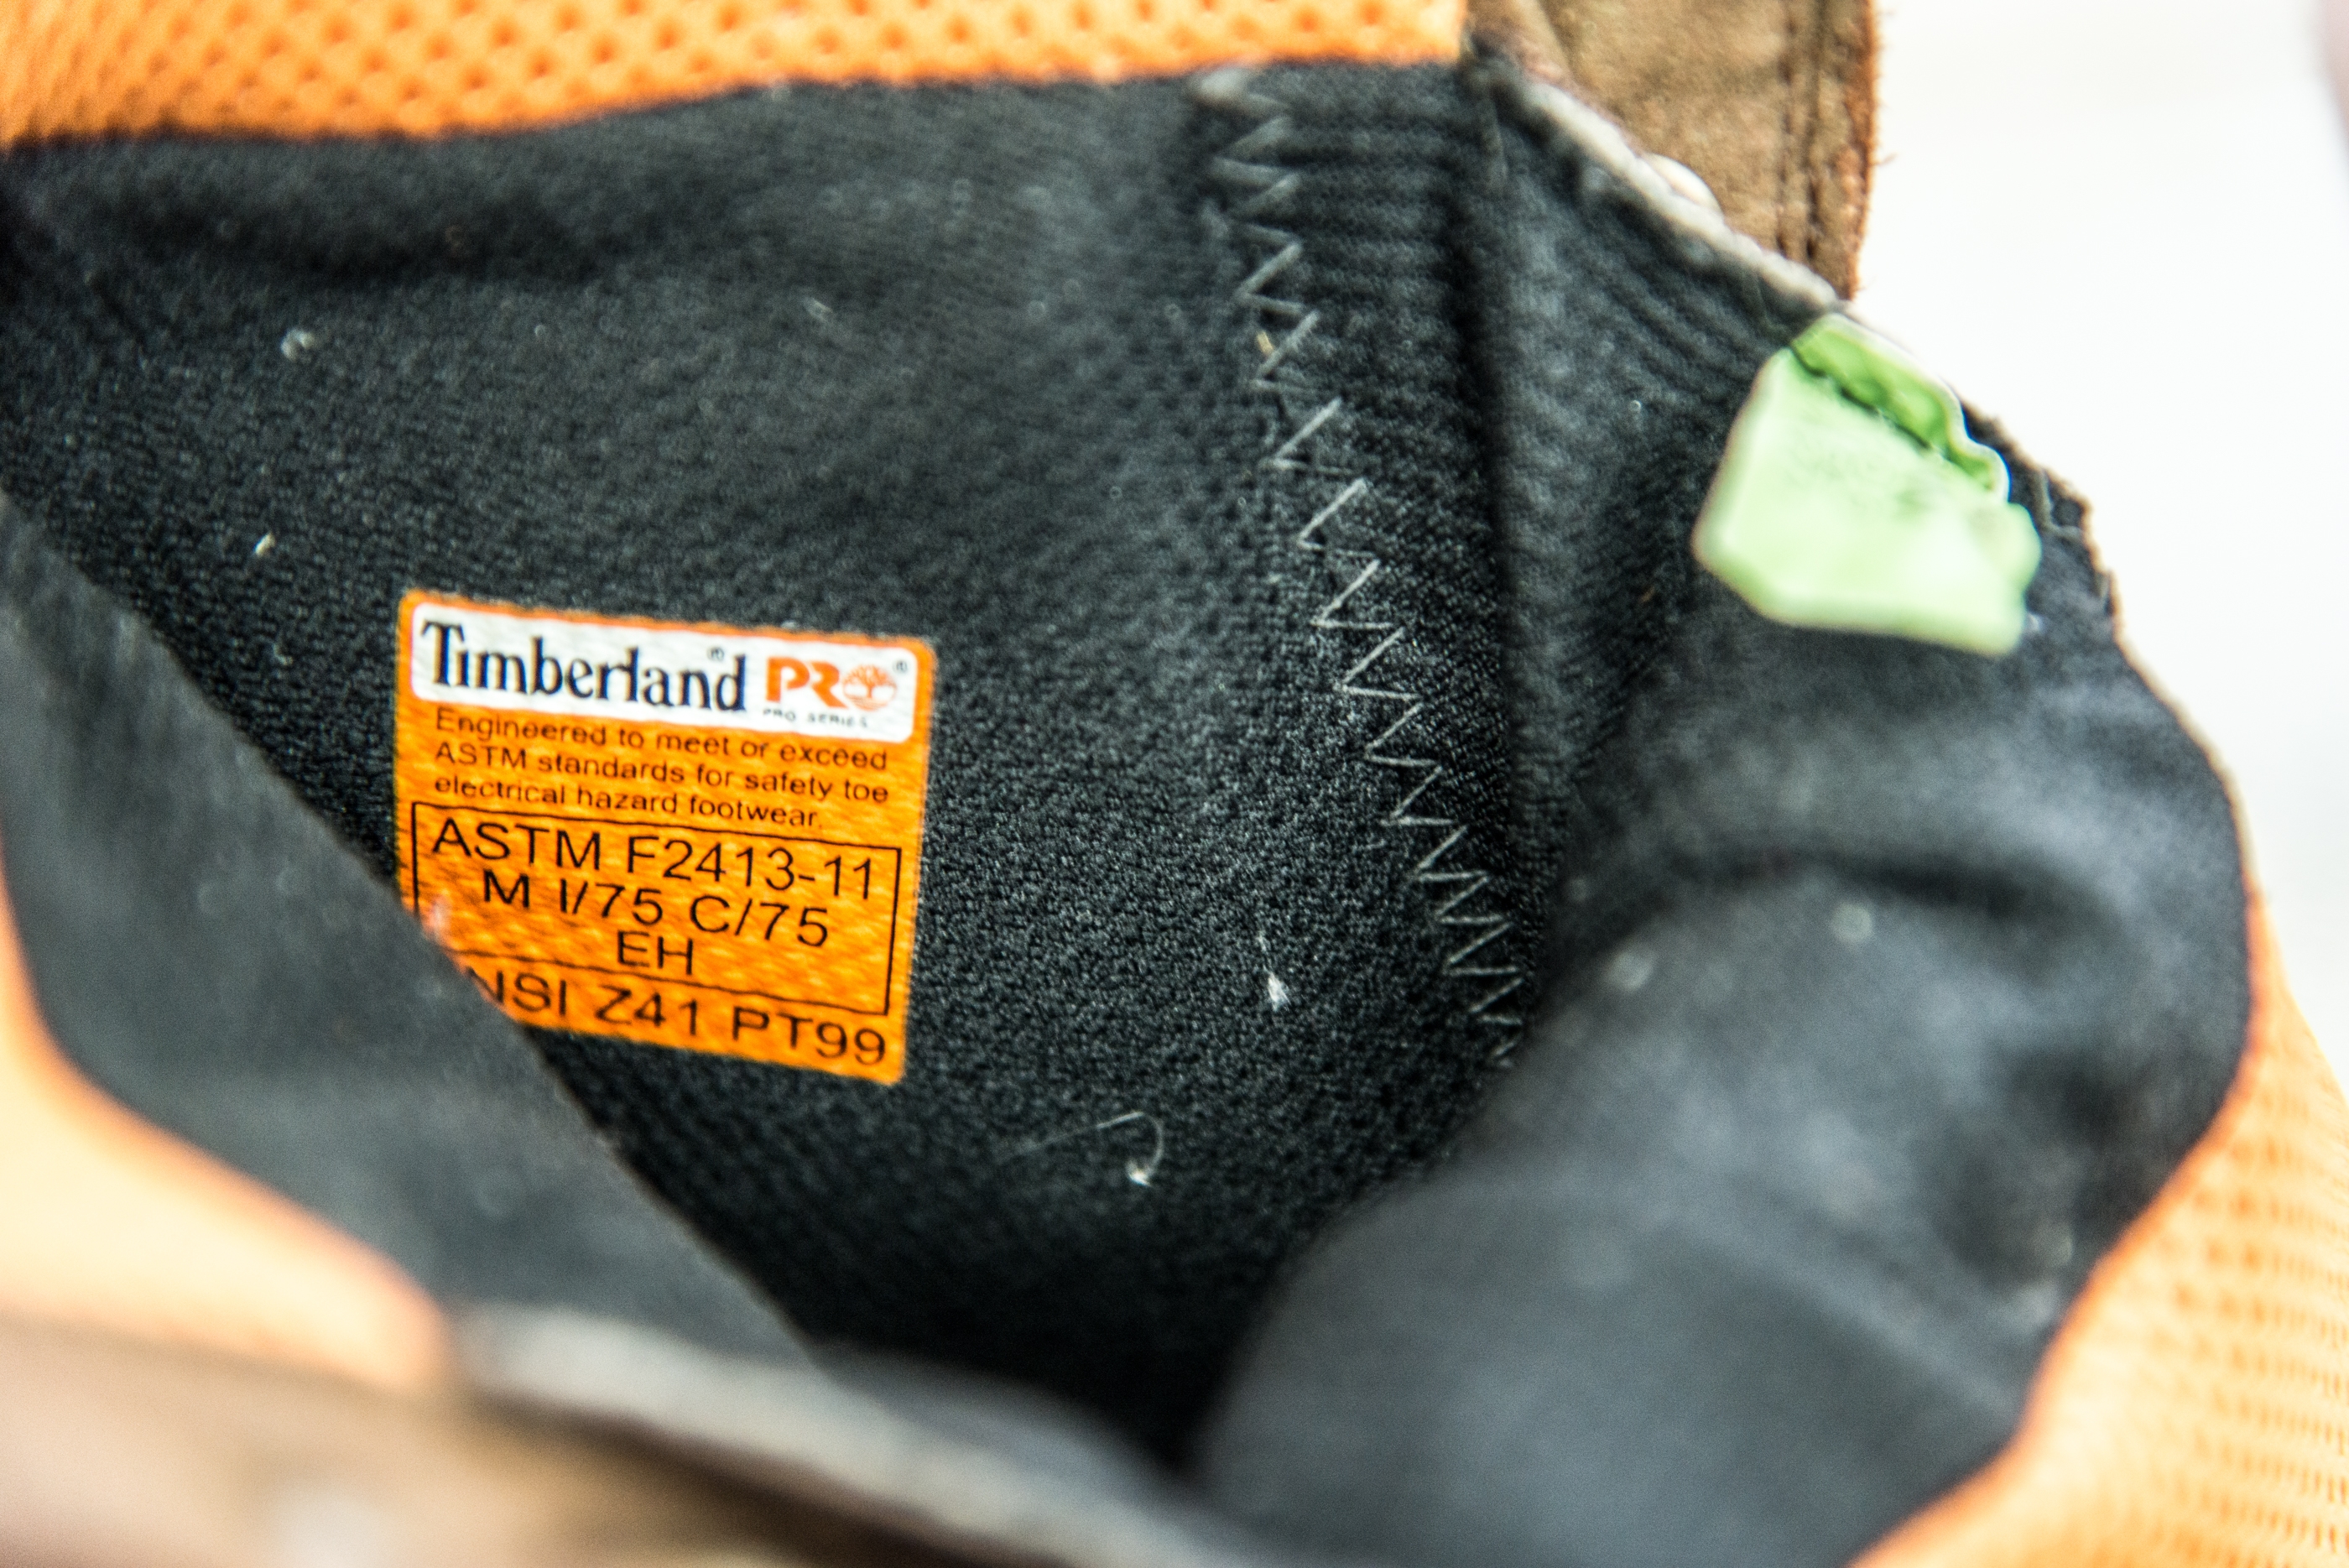 Timberland® PRO®
PRO SERIES
Engineered to meet or exceed
ASTM standards for safety toe
electrical hazard footwear.
ASTM F2413-11
M I/75 C/75
EH
NSI Z41 PT99